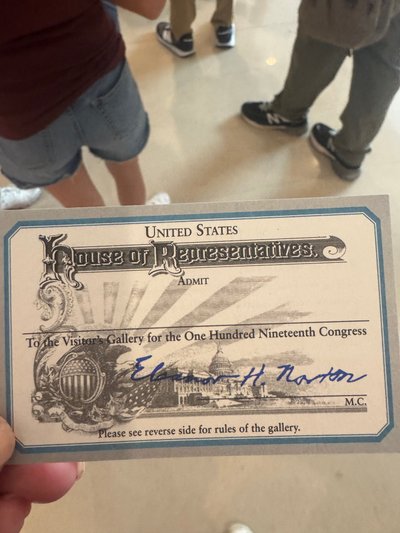 United States
House of Representatives.
Admit
To the Visitor's Gallery for the One Hundred Nineteenth Congress
Eleanor H. Norton
M.C.
Please see reverse side for rules of the gallery.